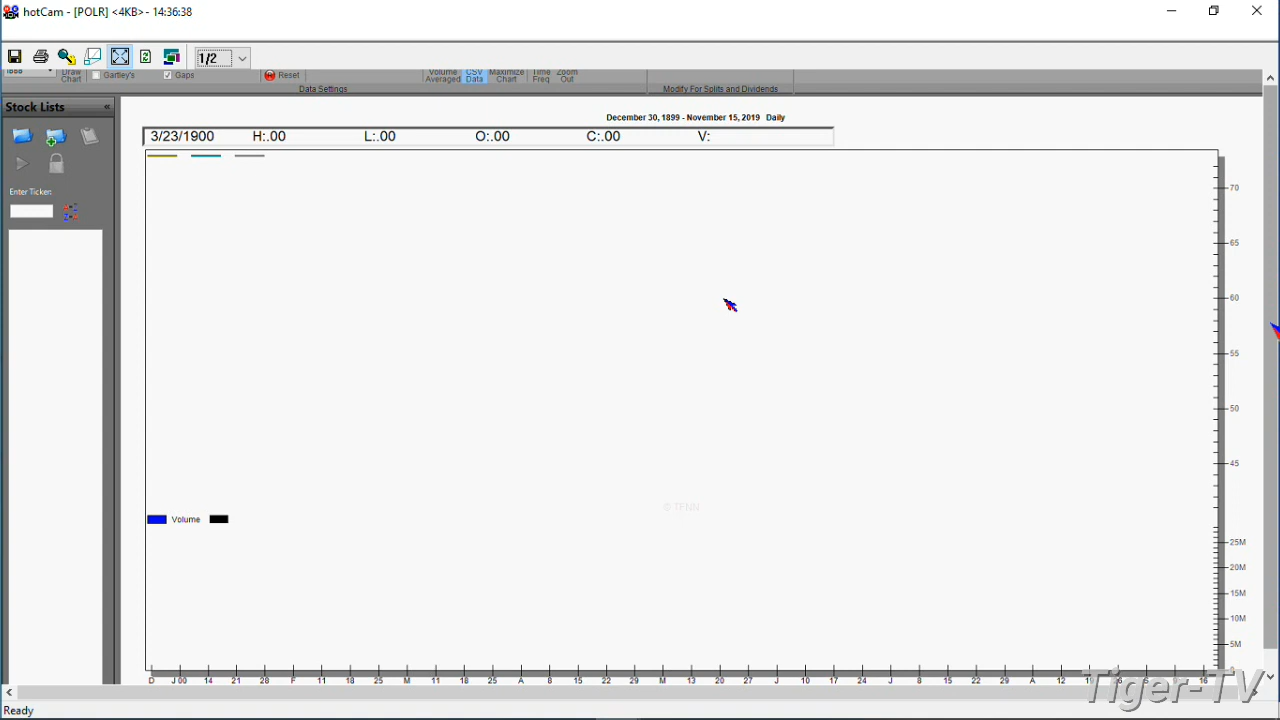 hotCam - [POLR] <4KB> - 14:36:38
1/2
Draw Chart
Gartley's
Gaps
Reset
Volume Averaged
CSV Data
Maximize Chart
Time Freq
Zoom Out
Data Settings
Modify For Splits and Dividends
Stock Lists «
Enter Ticker:
December 30, 1899 - November 15, 2019 Daily
3/23/1900 H:.00 L:.00 O:.00 C:.00 V:
70
65
60
55
50
45
© TFNN
Volume
25M
20M
15M
10M
5M
0
D J 00 14 21 28 F 11 18 25 M 11 18 25 A 8 15 22 29 M 13 20 27 J 10 17 24 J 8 15 22 29 A 12 S 16
Tiger-TV
Ready